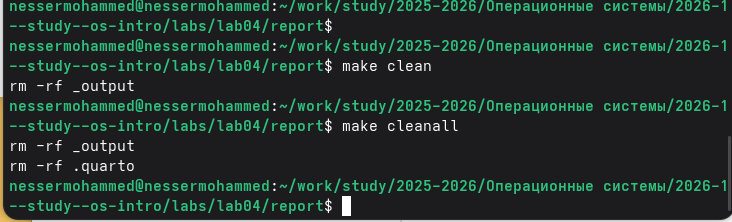 nessermohammed@nessermohammed:~/work/study/2025-2026/Операционные системы/2026-1
--study--os-intro/labs/lab04/report$
nessermohammed@nessermohammed:~/work/study/2025-2026/Операционные системы/2026-1
--study--os-intro/labs/lab04/report$ make clean
rm -rf _output
nessermohammed@nessermohammed:~/work/study/2025-2026/Операционные системы/2026-1
--study--os-intro/labs/lab04/report$ make cleanall
rm -rf _output
rm -rf .quarto
nessermohammed@nessermohammed:~/work/study/2025-2026/Операционные системы/2026-1
--study--os-intro/labs/lab04/report$